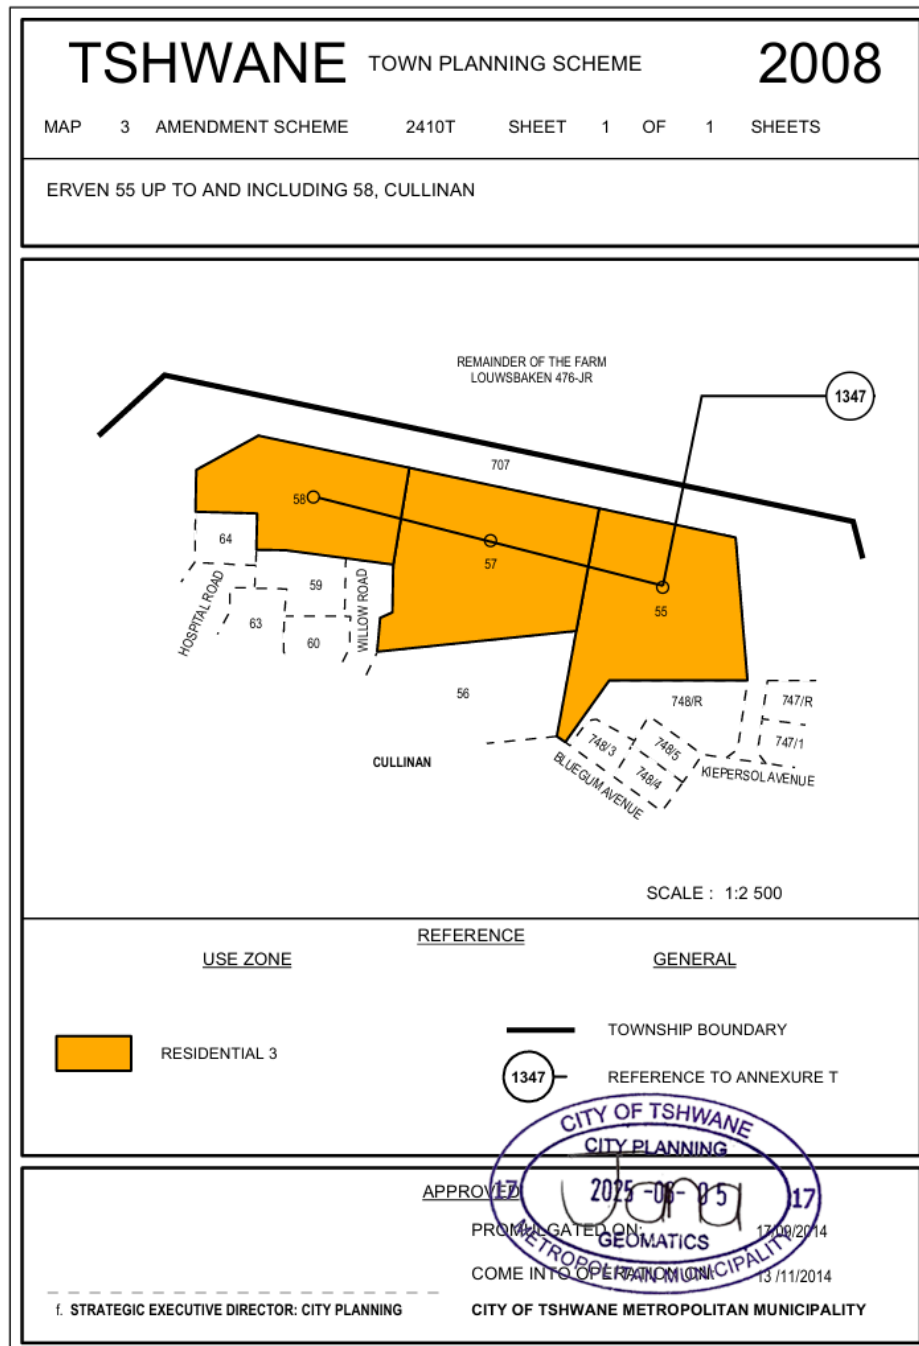 TSHWANE TOWN PLANNING SCHEME 2008
MAP 3 AMENDMENT SCHEME 2410T SHEET 1 OF 1 SHEETS
ERVEN 55 UP TO AND INCLUDING 58, CULLINAN
REMAINDER OF THE FARM
LOUWSBAKEN 476-JR
1347
707
58
57
55
64
59
63
60
HOSPITAL ROAD
WILLOW ROAD
56
748/R
747/R
747/1
748/3
748/5
748/4
CULLINAN
BLUEGUM AVENUE
KIEPERSOL AVENUE
SCALE : 1:2 500
REFERENCE
USE ZONE
GENERAL
RESIDENTIAL 3
TOWNSHIP BOUNDARY
1347
REFERENCE TO ANNEXURE T
CITY OF TSHWANE
CITY PLANNING
17
17
GEOMATICS
METROPOLITAN MUNICIPALITY
APPROVED
PROMULGATED ON: 17/09/2014
COME INTO OPERATION ON: 13 /11/2014
f. STRATEGIC EXECUTIVE DIRECTOR: CITY PLANNING
CITY OF TSHWANE METROPOLITAN MUNICIPALITY